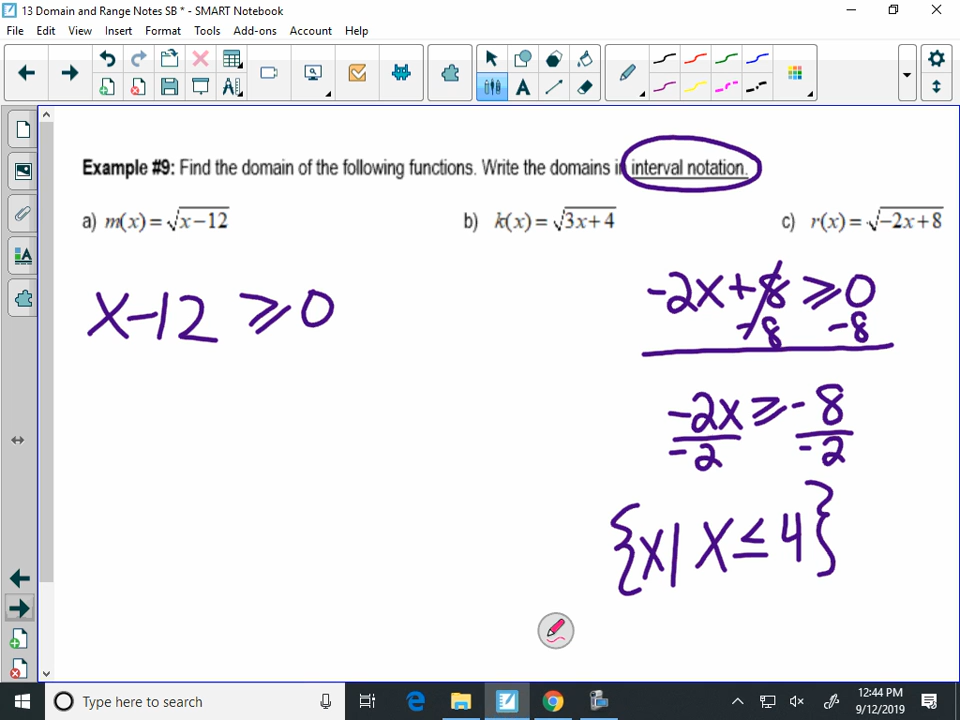 13 Domain and Range Notes SB * - SMART Notebook
File Edit View Insert Format Tools Add-ons Account Help
Example #9: Find the domain of the following functions. Write the domains in interval notation.
a) m(x) = √x−12 b) k(x) = √3x+4 c) r(x) = √−2x+8
x-12 ≥ 0
-2x+8 ≥ 0
-8 -8
-2x ≥ -8
-2 -2
{x| x ≤ 4}
Type here to search
12:44 PM
9/12/2019